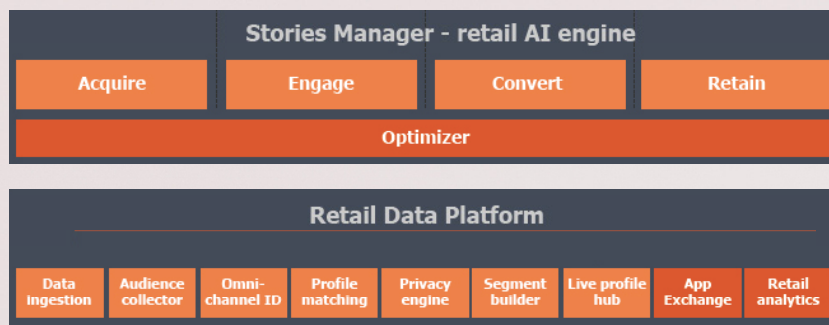 Stories Manager - retail AI engine
Acquire Engage Convert Retain
Optimizer
Retail Data Platform
Data ingestion
Audience collector
Omni-channel ID
Profile matching
Privacy engine
Segment builder
Live profile hub
App Exchange
Retail analytics